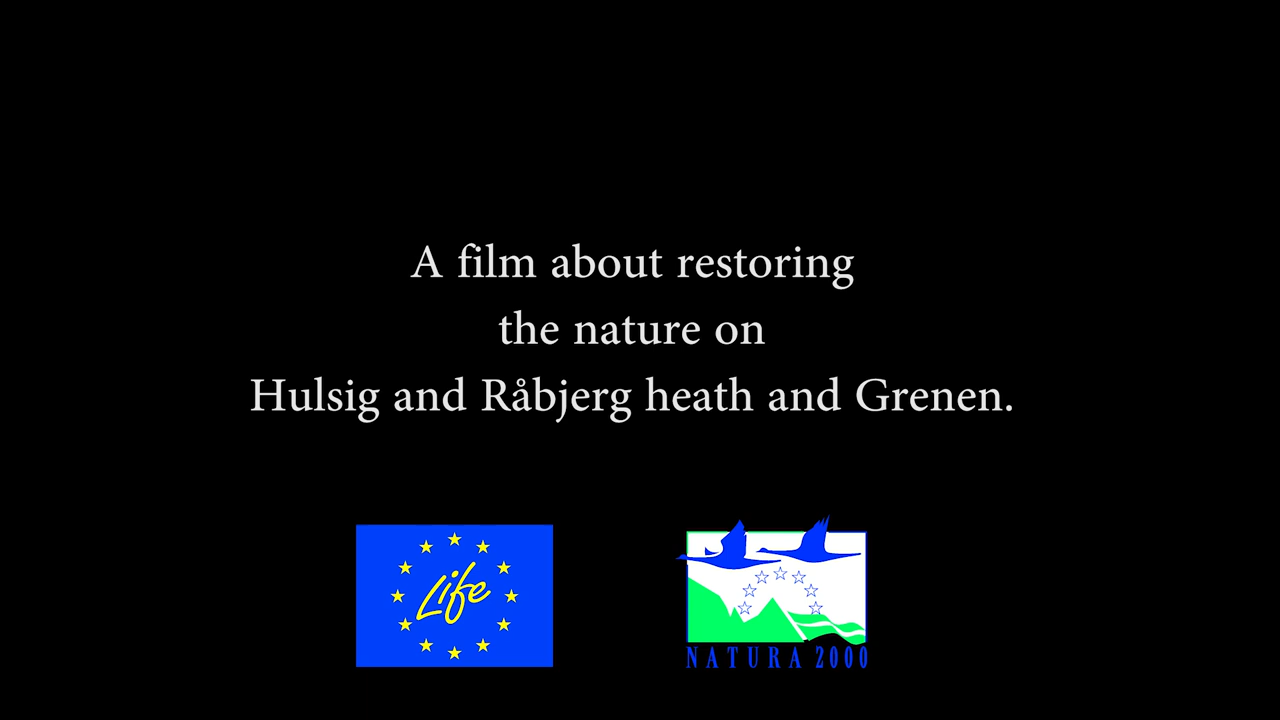 A film about restoring
the nature on
Hulsig and Råbjerg heath and Grenen.
Life
NATURA 2000